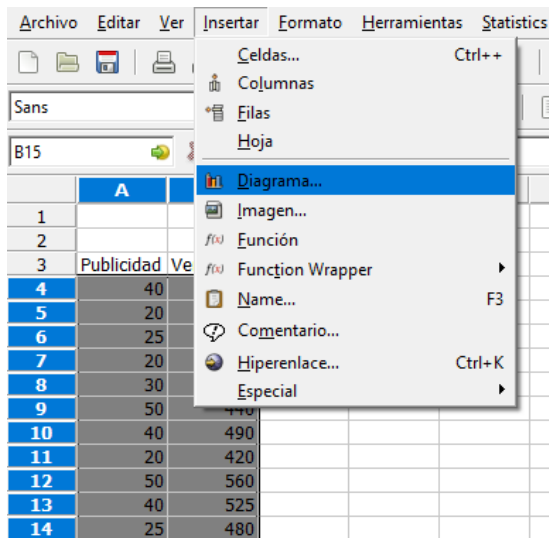 Archivo Editar Ver Insertar Formato Herramientas Statistics
Celdas... Ctrl++
Columnas
Sans
Filas
Hoja
B15
Diagrama...
A
Imagen...
1
Función
2
Function Wrapper
3 Publicidad
Name... F3
4 40
5 20
Comentario...
6 25
Hiperenlace... Ctrl+K
7 20
Especial
8 30
9 50 440
10 40 490
11 20 420
12 50 560
13 40 525
14 25 480